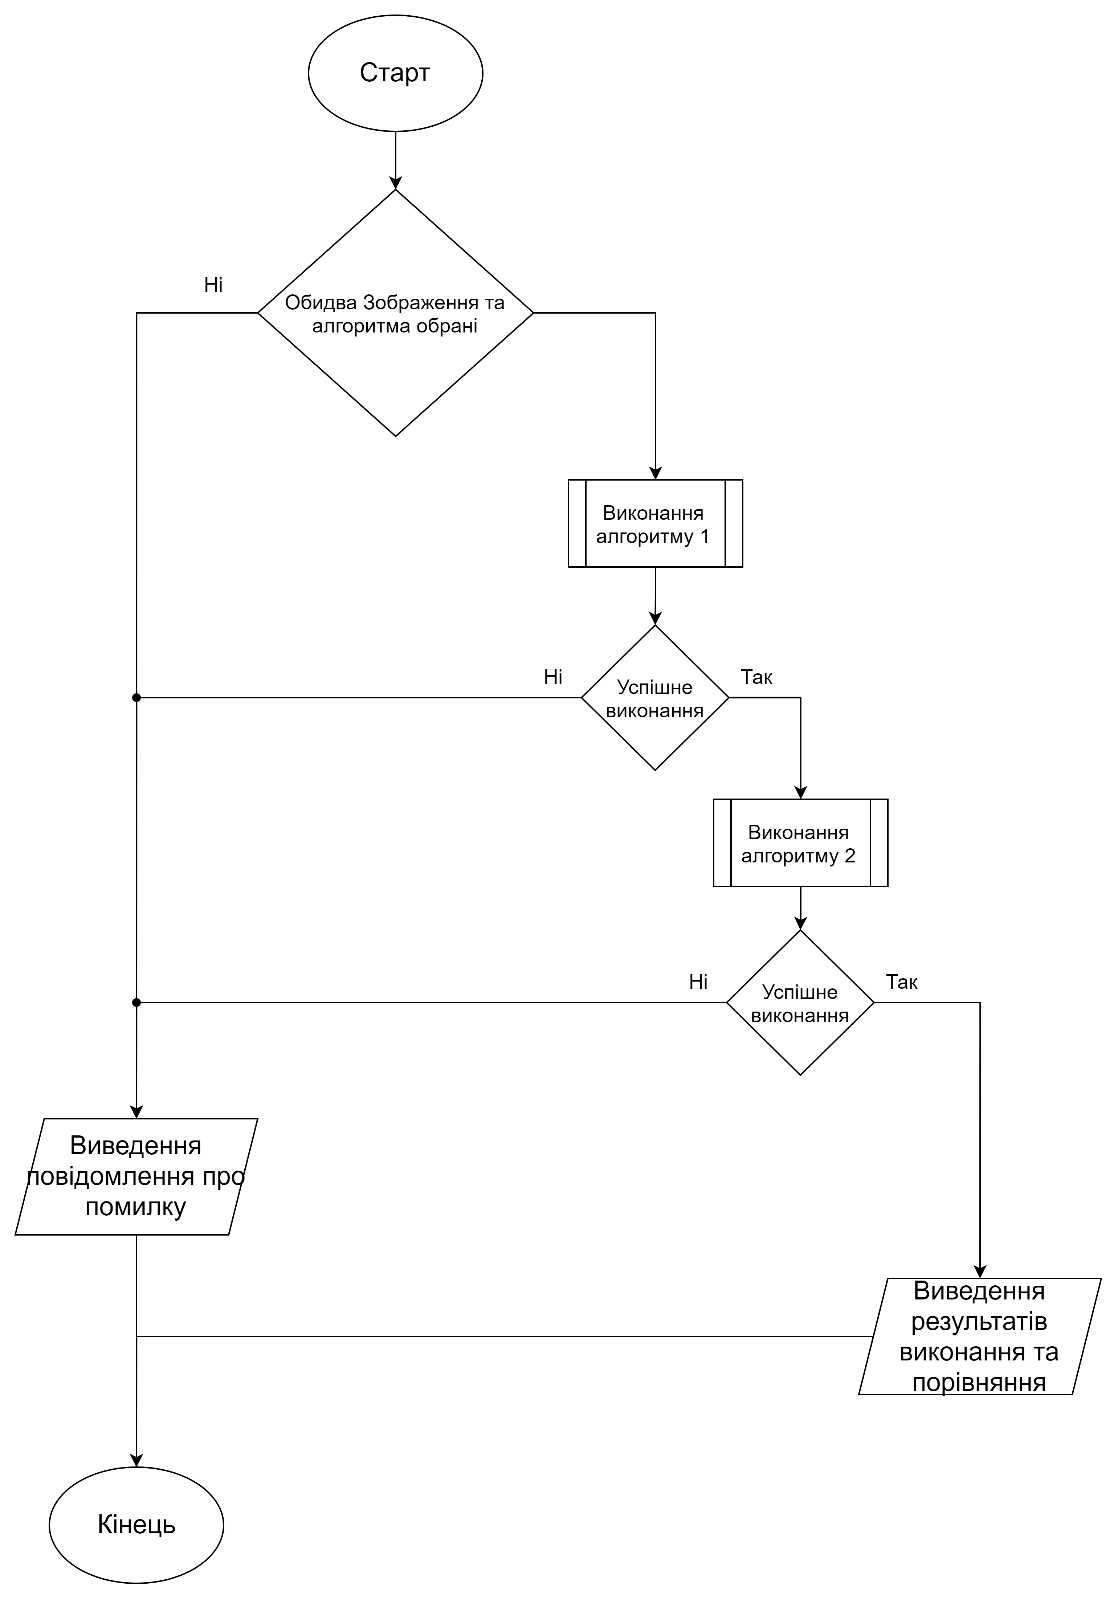 Старт
Ні
Обидва Зображення та
алгоритма обрані
Виконання
алгоритму 1
Ні
Так
Успішне
виконання
Виконання
алгоритму 2
Ні
Так
Успішне
виконання
Виведення
повідомлення про
помилку
Виведення
результатів
виконання та
порівняння
Кінець